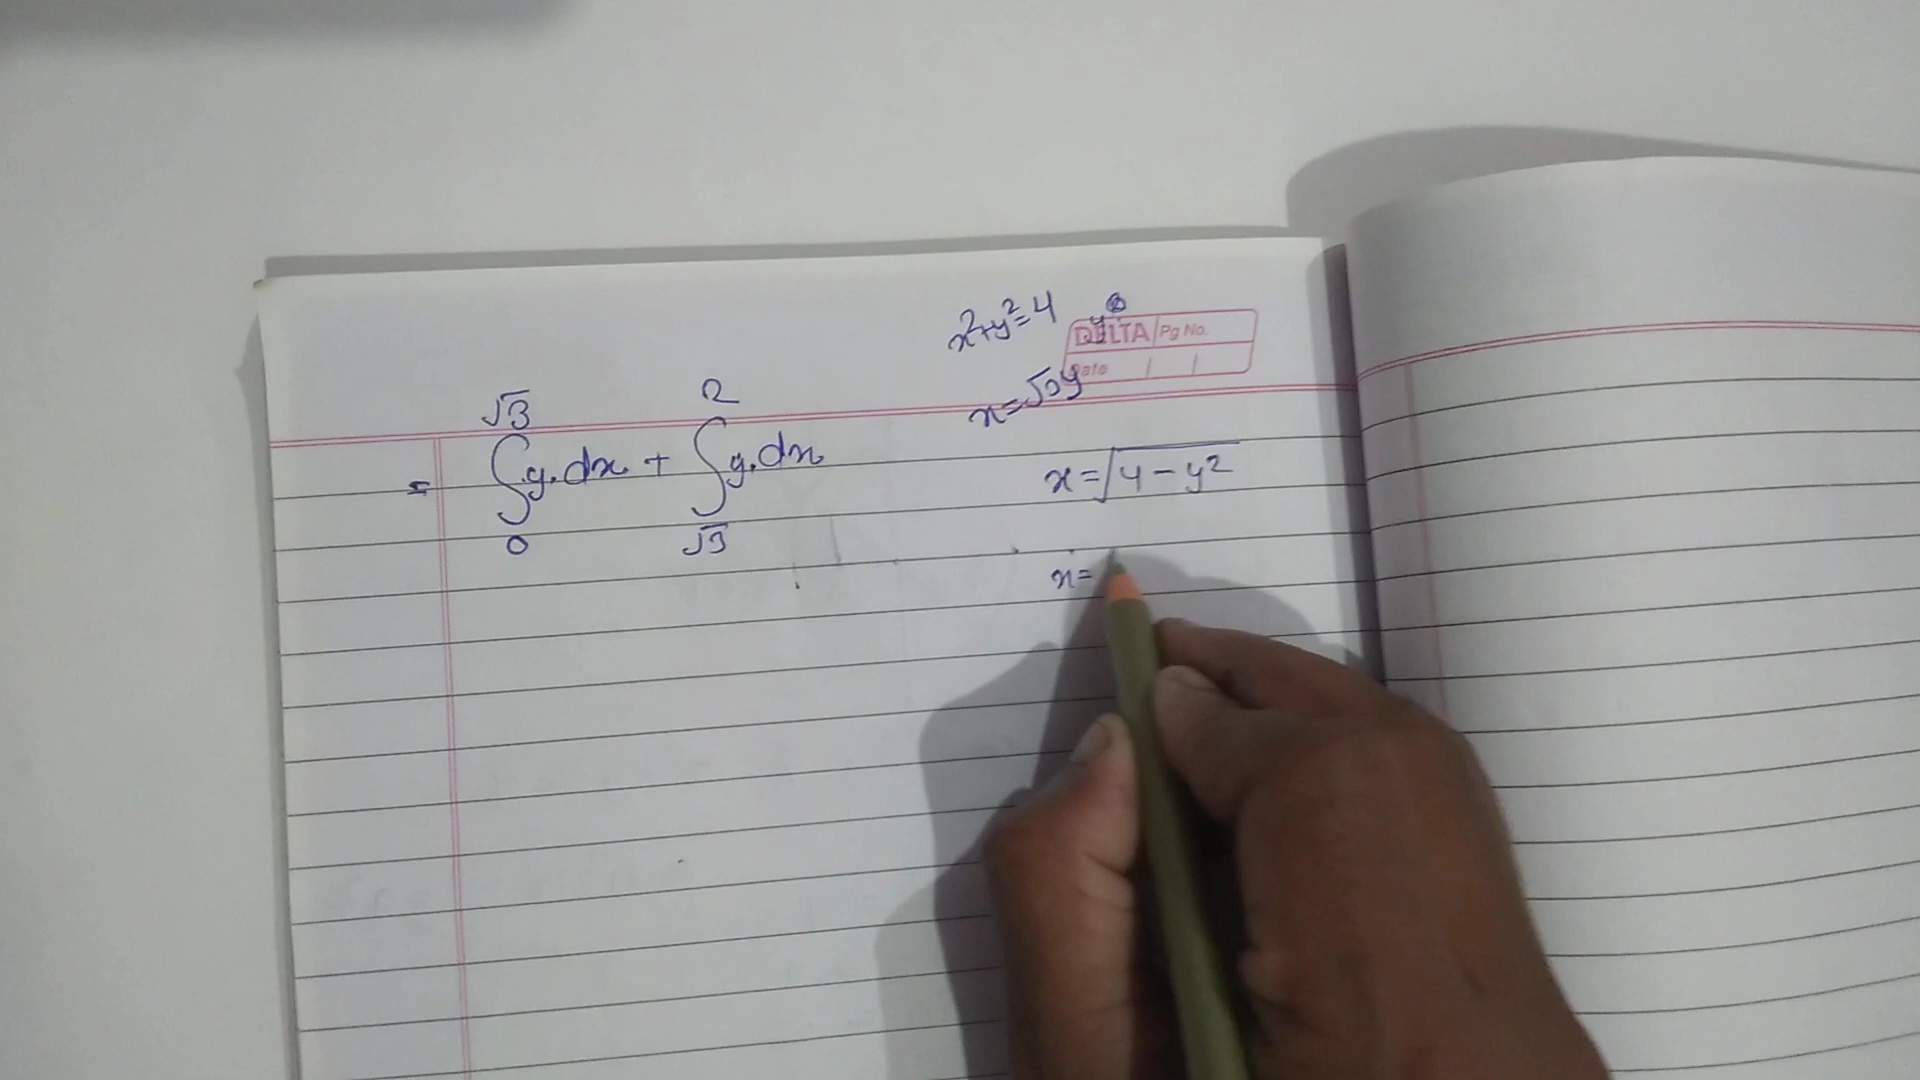 x²+y²=4
DELTA Pg No.
Date / /
x=√3y
√3 2
= ∫y.dx + ∫y.dx
0 √3
x=√4-y²
x=